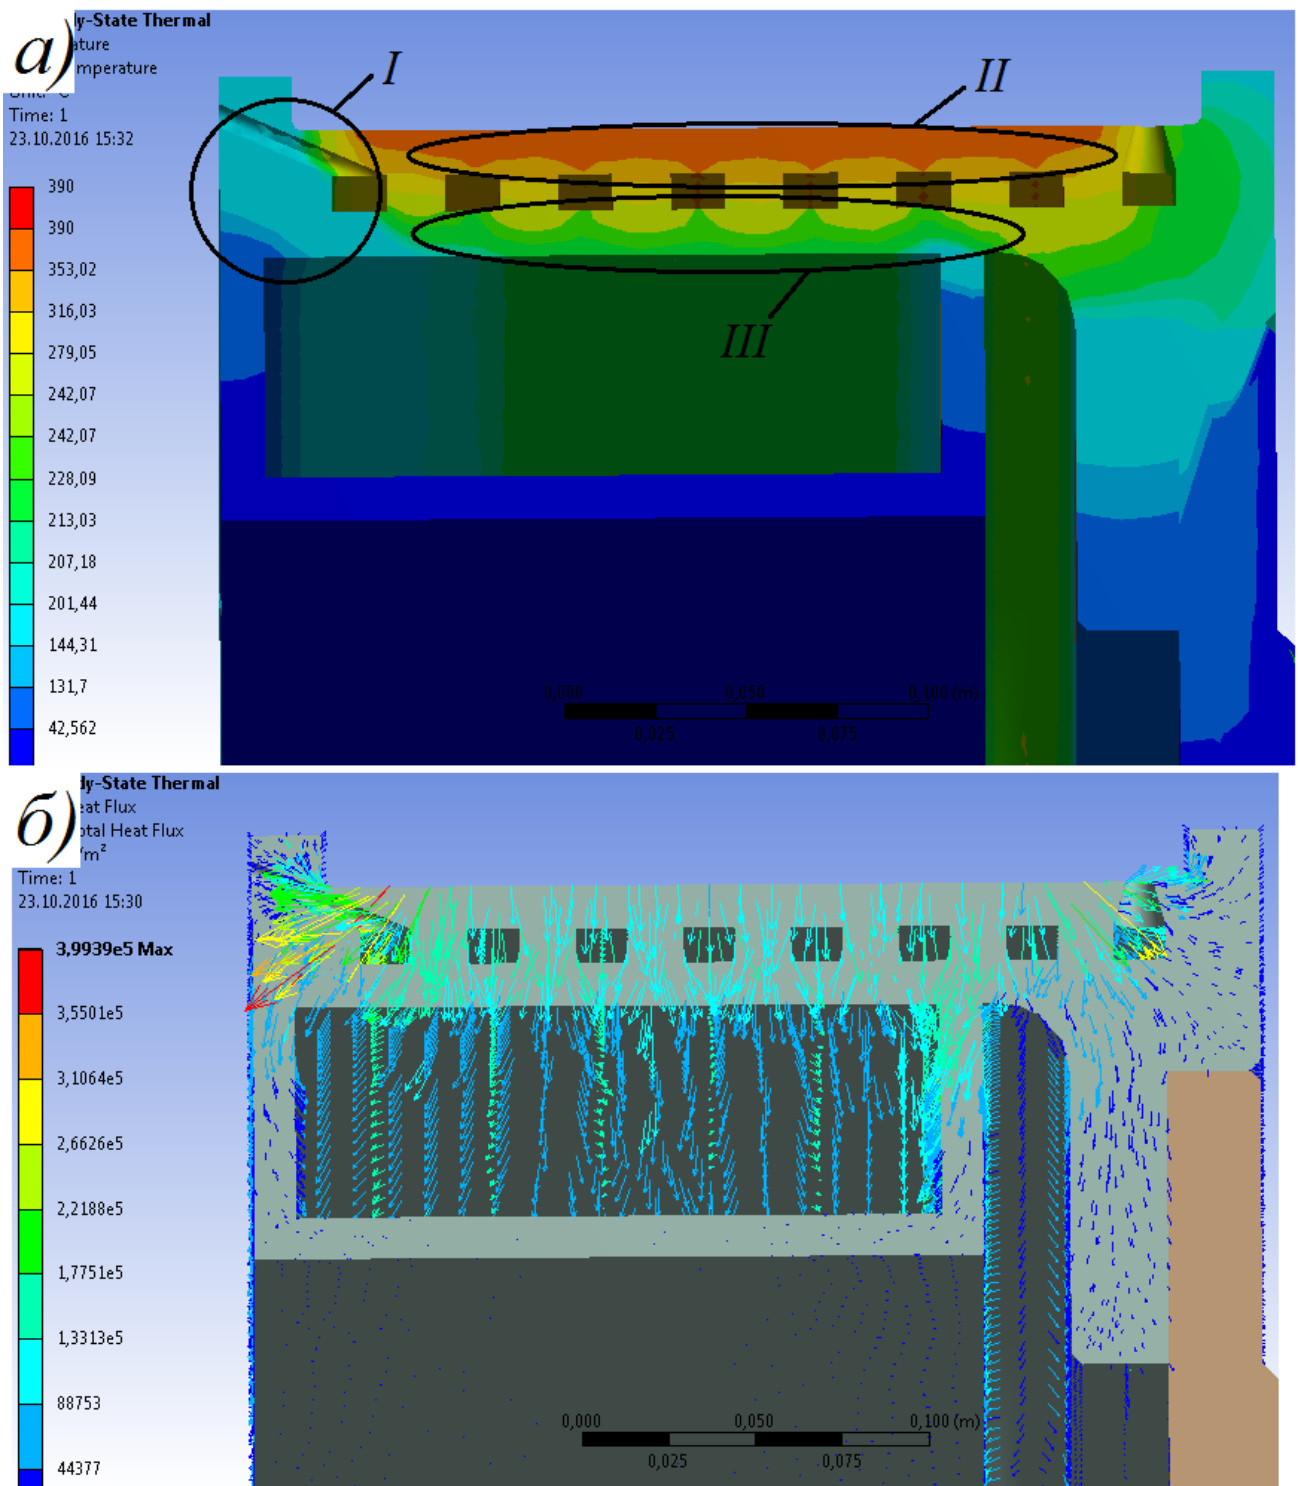 а)
dy-State Thermal
ature
mperature
Unit: °C
Time: 1
23.10.2016 15:32
I
II
III
390
390
353,02
316,03
279,05
242,07
242,07
228,09
213,03
207,18
201,44
144,31
131,7
42,562
0,000 0,050 0,100 (m)
0,025 0,075
б)
dy-State Thermal
eat Flux
otal Heat Flux
/m²
Time: 1
23.10.2016 15:30
3,9939e5 Max
3,5501e5
3,1064e5
2,6626e5
2,2188e5
1,7751e5
1,3313e5
88753
44377
0,000 0,050 0,100 (m)
0,025 0,075